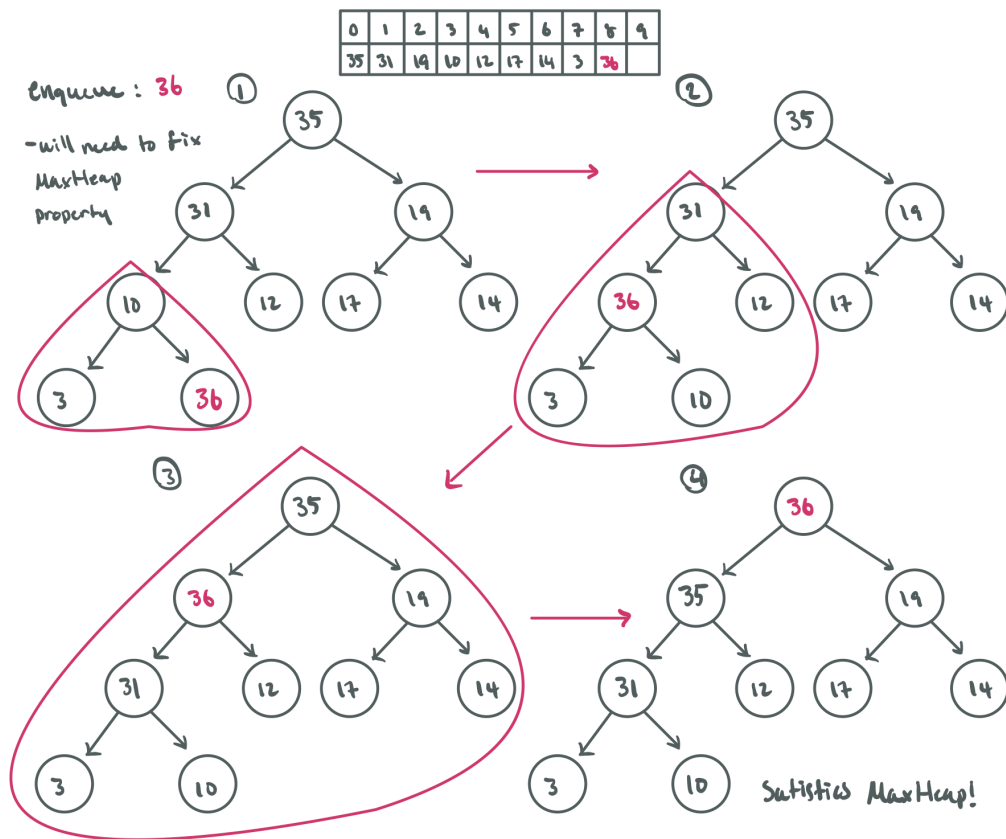 0 1 2 3 4 5 6 7 8 9
35 31 19 10 12 17 14 3 36
enqueue: 36
-will need to fix
MaxHeap
property
①
35
31 19
10 12 17 14
3 36
②
35
31 19
36 12 17 14
3 10
③
35
36 19
31 12 17 14
3 10
④
36
35 19
31 12 17 14
3 10
Satisfies MaxHeap!